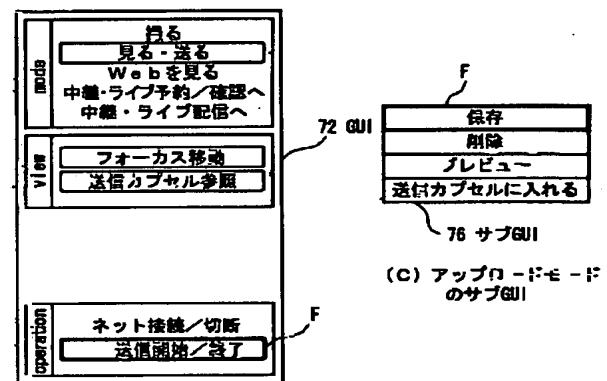 mode
撮る
見る・送る
Webを見る
中継・ライブ予約/確認へ
中継・ライブ配信へ
view
フォーカス移動
送信カプセル参照
operation
ネット接続/切断
送信開始/終了
F
72 GUI
F
保存
削除
プレビュー
送信カプセルに入れる
76 サブGUI
(C) アップロードモード
のサブGUI